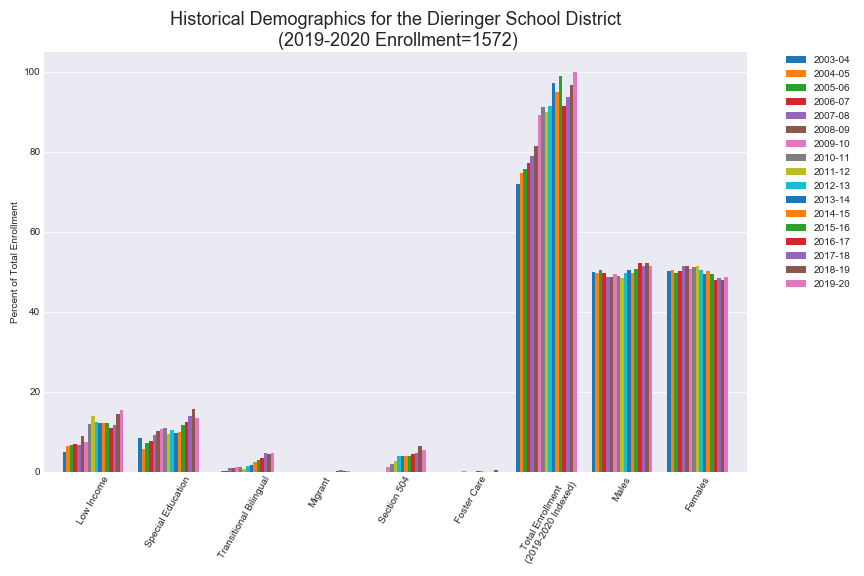 Historical Demographics for the Dieringer School District
(2019-2020 Enrollment=1572)
Percent of Total Enrollment
100
80
60
40
20
0
Low Income
Special Education
Transitional Bilingual
Migrant
Section 504
Foster Care
Total Enrollment
(2019-2020 Indexed)
Males
Females
2003-04
2004-05
2005-06
2006-07
2007-08
2008-09
2009-10
2010-11
2011-12
2012-13
2013-14
2014-15
2015-16
2016-17
2017-18
2018-19
2019-20